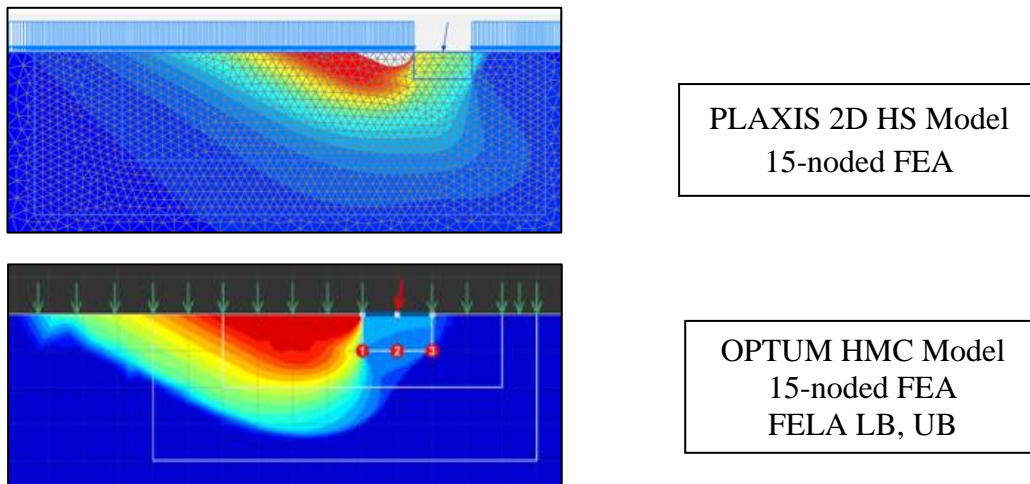 PLAXIS 2D HS Model
15-noded FEA
1 2 3
OPTUM HMC Model
15-noded FEA
FELA LB, UB